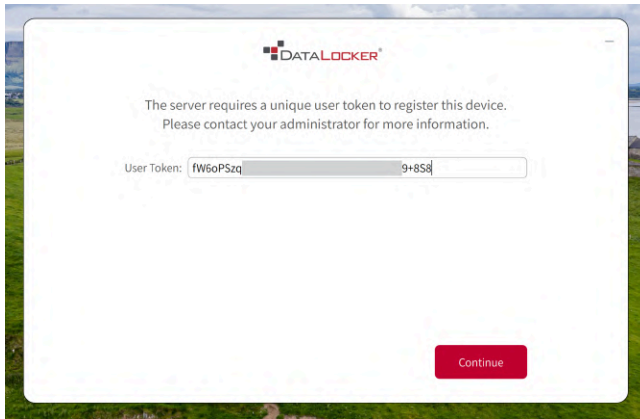 DATALOCKER®
The server requires a unique user token to register this device.
Please contact your administrator for more information.
User Token: fW6oPSzq 9+8S8
Continue